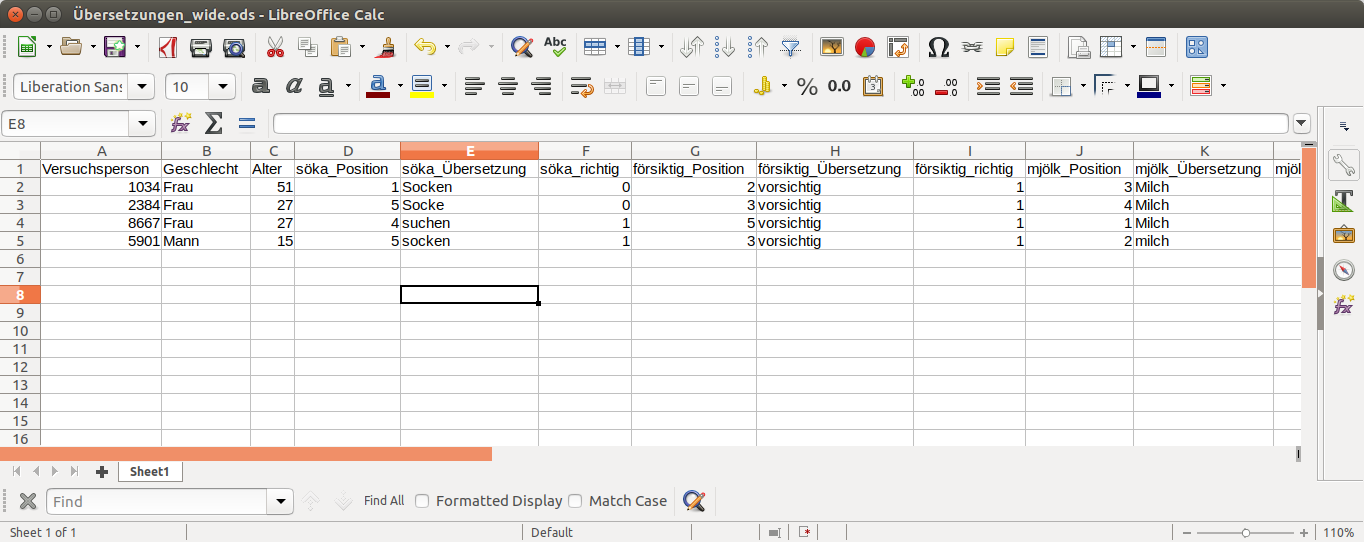 Übersetzungen_wide.ods - LibreOffice Calc
Abc
Liberation Sans 10 a a a a % 0.0
E8
A B C D E F G H I J K
1 Versuchsperson Geschlecht Alter söka_Position söka_Übersetzung söka_richtig försiktig_Position försiktig_Übersetzung försiktig_richtig mjölk_Position mjölk_Übersetzung mjöl
2 1034 Frau 51 1 Socken 0 2 vorsichtig 1 3 Milch
3 2384 Frau 27 5 Socke 0 3 vorsichtig 1 4 Milch
4 8667 Frau 27 4 suchen 1 5 vorsichtig 1 1 Milch
5 5901 Mann 15 5 socken 1 3 vorsichtig 1 2 milch
6
7
8
9
10
11
12
13
14
15
16
Sheet1
Find Find All Formatted Display Match Case
Sheet 1 of 1 Default 110%